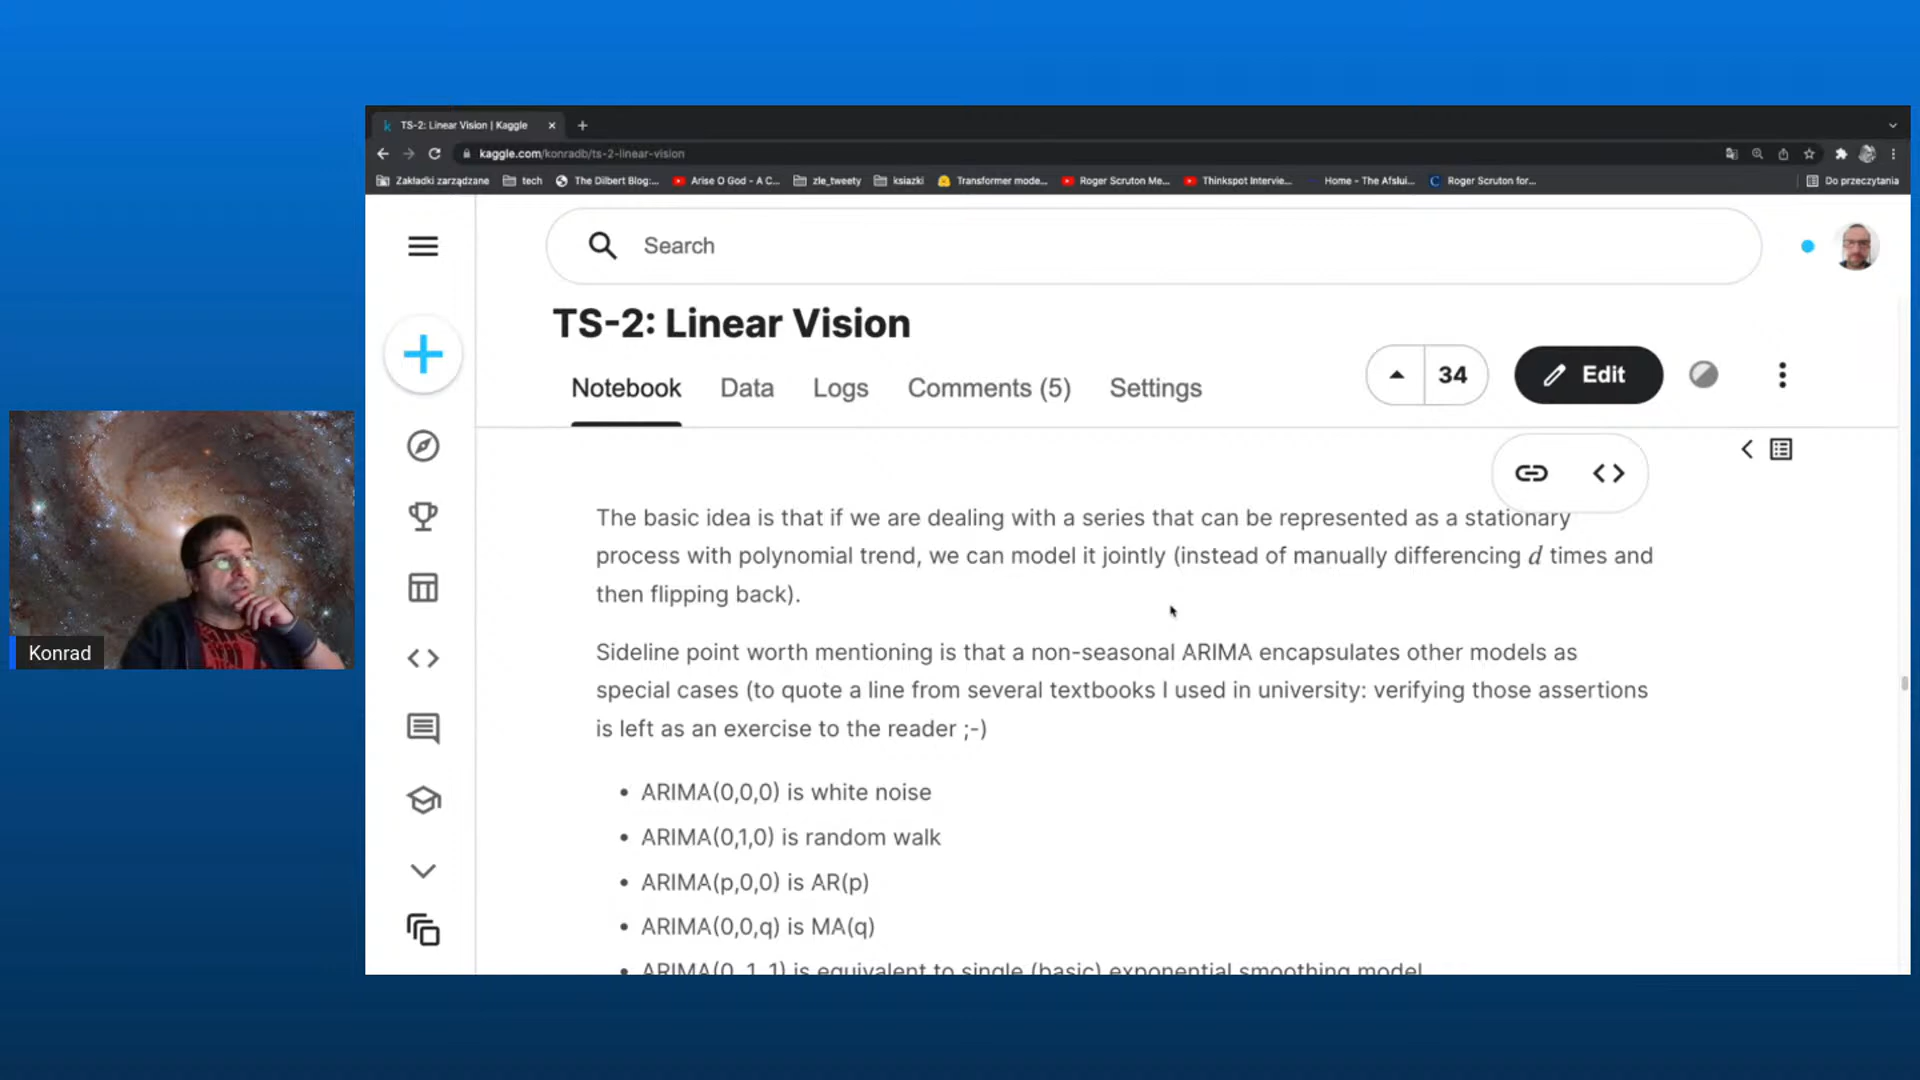 TS-2: Linear Vision | Kaggle
kaggle.com/konradb/ts-2-linear-vision
Zakładki zarządzane
tech
The Dilbert Blog:...
Arise O God - A C...
zle_tweety
ksiazki
Transformer mode...
Roger Scruton Me...
Thinkspot Intervie...
Home - The Afslui...
Roger Scruton for...
Do przeczytania
Search
TS-2: Linear Vision
Notebook
Data
Logs
Comments (5)
Settings
34
Edit
The basic idea is that if we are dealing with a series that can be represented as a stationary
process with polynomial trend, we can model it jointly (instead of manually differencing d times and
then flipping back).
Sideline point worth mentioning is that a non-seasonal ARIMA encapsulates other models as
special cases (to quote a line from several textbooks I used in university: verifying those assertions
is left as an exercise to the reader ;-)
• ARIMA(0,0,0) is white noise
• ARIMA(0,1,0) is random walk
• ARIMA(p,0,0) is AR(p)
• ARIMA(0,0,q) is MA(q)
• ARIMA(0, 1, 1) is equivalent to single (basic) exponential smoothing model
Konrad